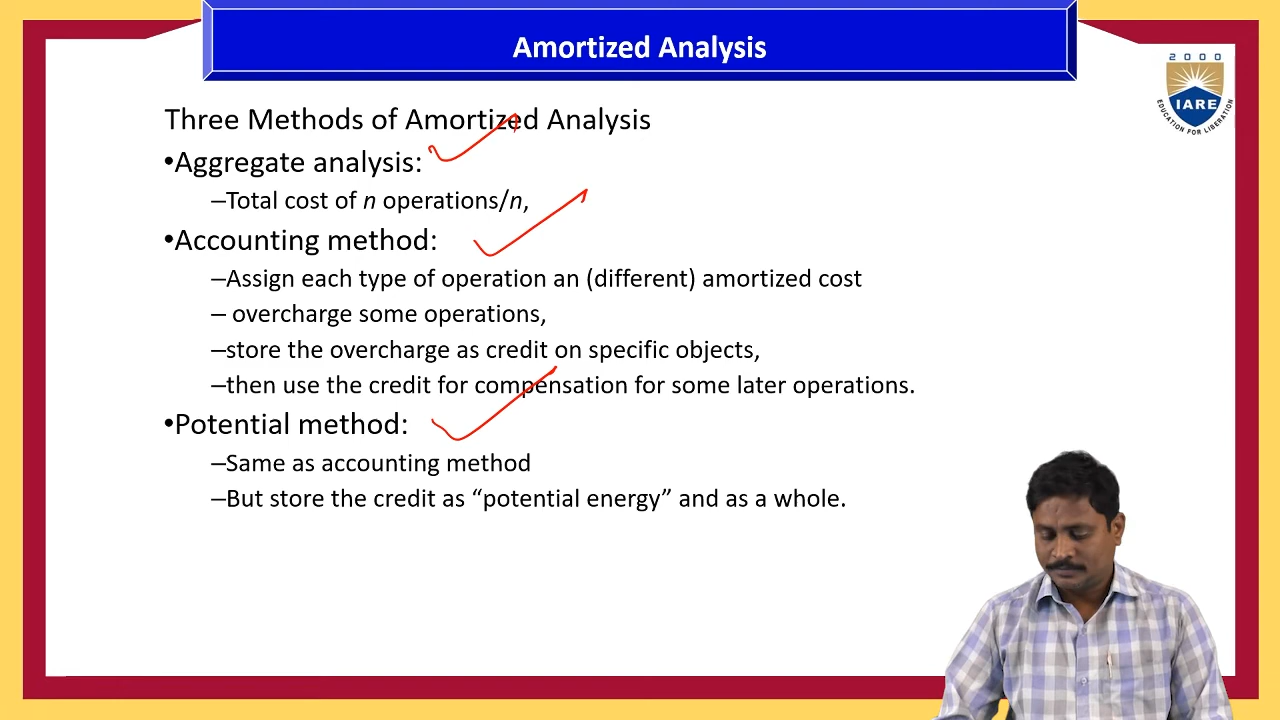 Amortized Analysis
2000
IARE
EDUCATION FOR LIBERATION
Three Methods of Amortized Analysis
•Aggregate analysis:
–Total cost of n operations/n,
•Accounting method:
–Assign each type of operation an (different) amortized cost
– overcharge some operations,
–store the overcharge as credit on specific objects,
–then use the credit for compensation for some later operations.
•Potential method:
–Same as accounting method
–But store the credit as “potential energy” and as a whole.